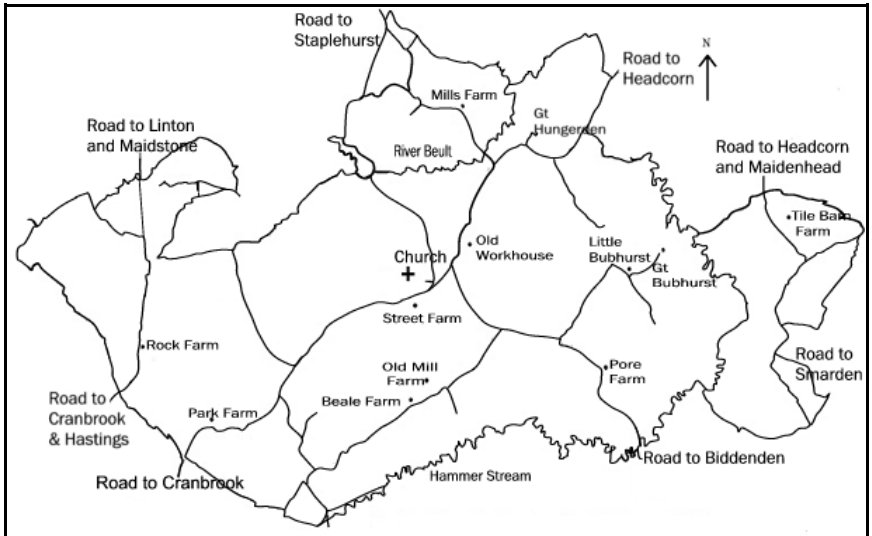 Road to
Staplehurst
N
Road to
Headcorn
Mills Farm
Gt
Hungerden
Road to Linton
and Maidstone
River Beult
Road to Headcorn
and Maidenhead
Tile Barn
Farm
Church
Old
Workhouse
Little
Bubhurst
Gt
Bubhurst
Street Farm
Rock Farm
Road to
Smarden
Old Mill
Farm
Pore
Farm
Road to
Cranbrook
& Hastings
Beale Farm
Park Farm
Road to Biddenden
Road to Cranbrook
Hammer Stream